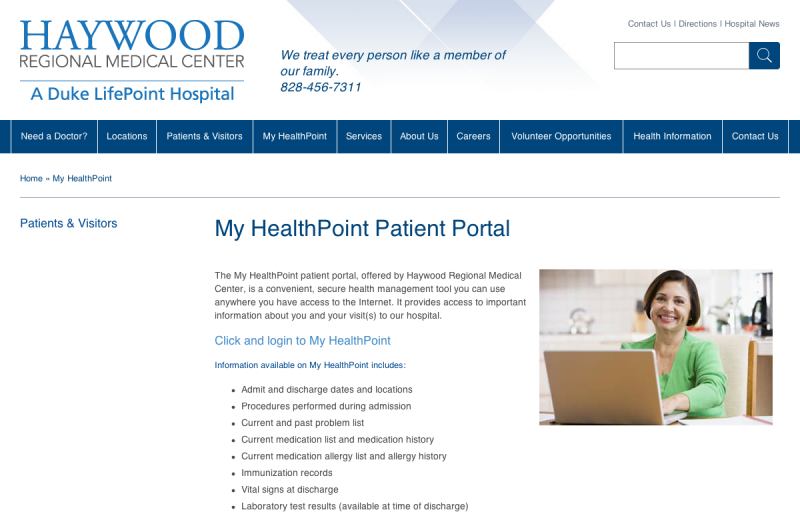 HAYWOOD
REGIONAL MEDICAL CENTER
A DUKE LIFEPOINT HOSPITAL
We treat every person like a member of
our family.
828-456-7311
Contact Us | Directions | Hospital News
Need a Doctor? Locations Patients & Visitors My HealthPoint Services About Us Careers Volunteer Opportunities Health Information Contact Us
Home » My HealthPoint
Patients & Visitors
My HealthPoint Patient Portal
The My HealthPoint patient portal, offered by Haywood Regional Medical
Center, is a convenient, secure health management tool you can use
anywhere you have access to the Internet. It provides access to important
information about you and your visit(s) to our hospital.
Click and login to My HealthPoint
Information available on My HealthPoint includes:
• Admit and discharge dates and locations
• Procedures performed during admission
• Current and past problem list
• Current medication list and medication history
• Current medication allergy list and allergy history
• Immunization records
• Vital signs at discharge
• Laboratory test results (available at time of discharge)